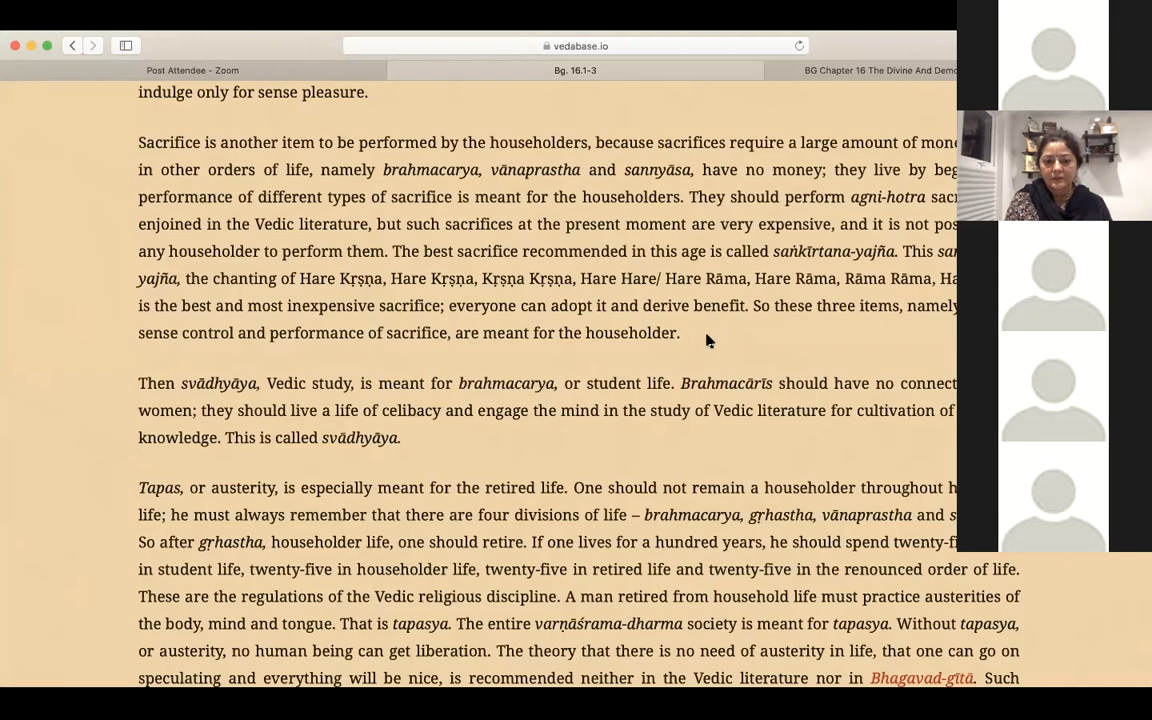 vedabase.io
Post Attendee - Zoom
Bg. 16.1-3
BG Chapter 16 The Divine And Demo
indulge only for sense pleasure.
Sacrifice is another item to be performed by the householders, because sacrifices require a large amount of
in other orders of life, namely brahmacarya, vānaprastha and sannyāsa, have no money; they live by
performance of different types of sacrifice is meant for the householders. They should perform agni-hotra
enjoined in the Vedic literature, but such sacrifices at the present moment are very expensive, and it is not
any householder to perform them. The best sacrifice recommended in this age is called saṅkīrtana-yajña. This
yajña, the chanting of Hare Kṛṣṇa, Hare Kṛṣṇa, Kṛṣṇa Kṛṣṇa, Hare Hare/ Hare Rāma, Hare Rāma, Rāma Rāma,
is the best and most inexpensive sacrifice; everyone can adopt it and derive benefit. So these three items, namely
sense control and performance of sacrifice, are meant for the householder.
Then svādhyāya, Vedic study, is meant for brahmacarya, or student life. Brahmacārīs should have no
women; they should live a life of celibacy and engage the mind in the study of Vedic literature for cultivation of
knowledge. This is called svādhyāya.
Tapas, or austerity, is especially meant for the retired life. One should not remain a householder throughout
life; he must always remember that there are four divisions of life – brahmacarya, gṛhastha, vānaprastha and
So after gṛhastha, householder life, one should retire. If one lives for a hundred years, he should spend
in student life, twenty-five in householder life, twenty-five in retired life and twenty-five in the renounced order of life.
These are the regulations of the Vedic religious discipline. A man retired from household life must practice austerities of
the body, mind and tongue. That is tapasya. The entire varṇāśrama-dharma society is meant for tapasya. Without tapasya,
or austerity, no human being can get liberation. The theory that there is no need of austerity in life, that one can go on
speculating and everything will be nice, is recommended neither in the Vedic literature nor in Bhagavad-gītā. Such